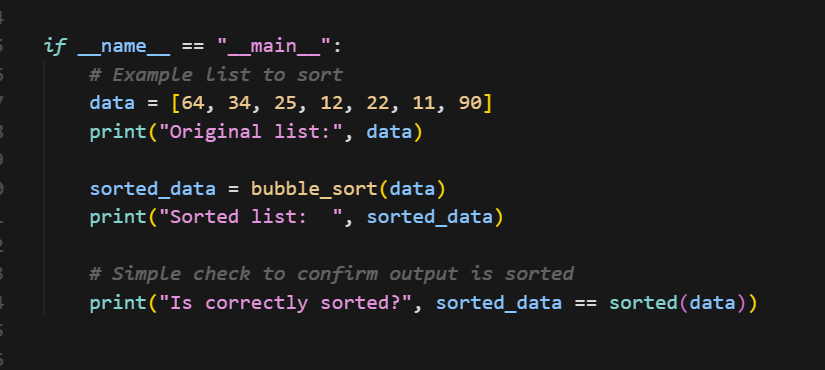 if __name__ == "__main__":
    # Example list to sort
    data = [64, 34, 25, 12, 22, 11, 90]
    print("Original list:", data)

    sorted_data = bubble_sort(data)
    print("Sorted list:  ", sorted_data)

    # Simple check to confirm output is sorted
    print("Is correctly sorted?", sorted_data == sorted(data))